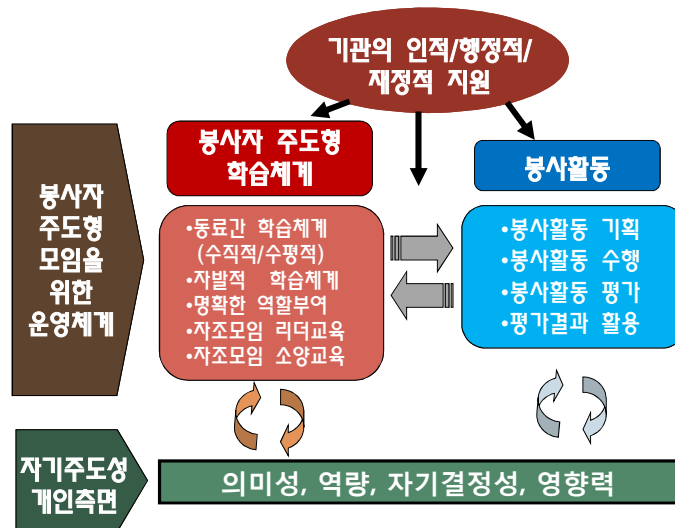 기관의 인적/행정적/
재정적 지원
봉사자 주도형
학습체계
봉사활동
봉사자
주도형
모임을
위한
운영체계
•동료간 학습체계
(수직적/수평적)
•자발적 학습체계
•명확한 역할부여
•자조모임 리더교육
•자조모임 소양교육
•봉사활동 기획
•봉사활동 수행
•봉사활동 평가
•평가결과 활용
자기주도성
개인측면
의미성, 역량, 자기결정성, 영향력